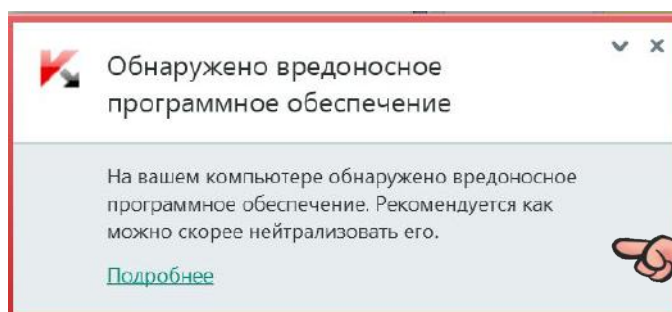 Обнаружено вредоносное
программное обеспечение
На вашем компьютере обнаружено вредоносное
программное обеспечение. Рекомендуется как
можно скорее нейтрализовать его.
Подробнее